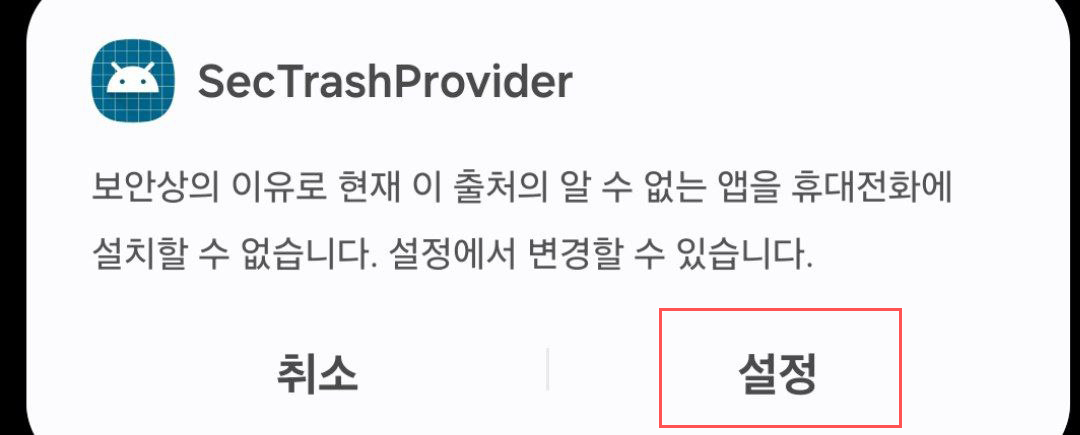 SecTrashProvider
보안상의 이유로 현재 이 출처의 알 수 없는 앱을 휴대전화에
설치할 수 없습니다. 설정에서 변경할 수 있습니다.
취소
설정